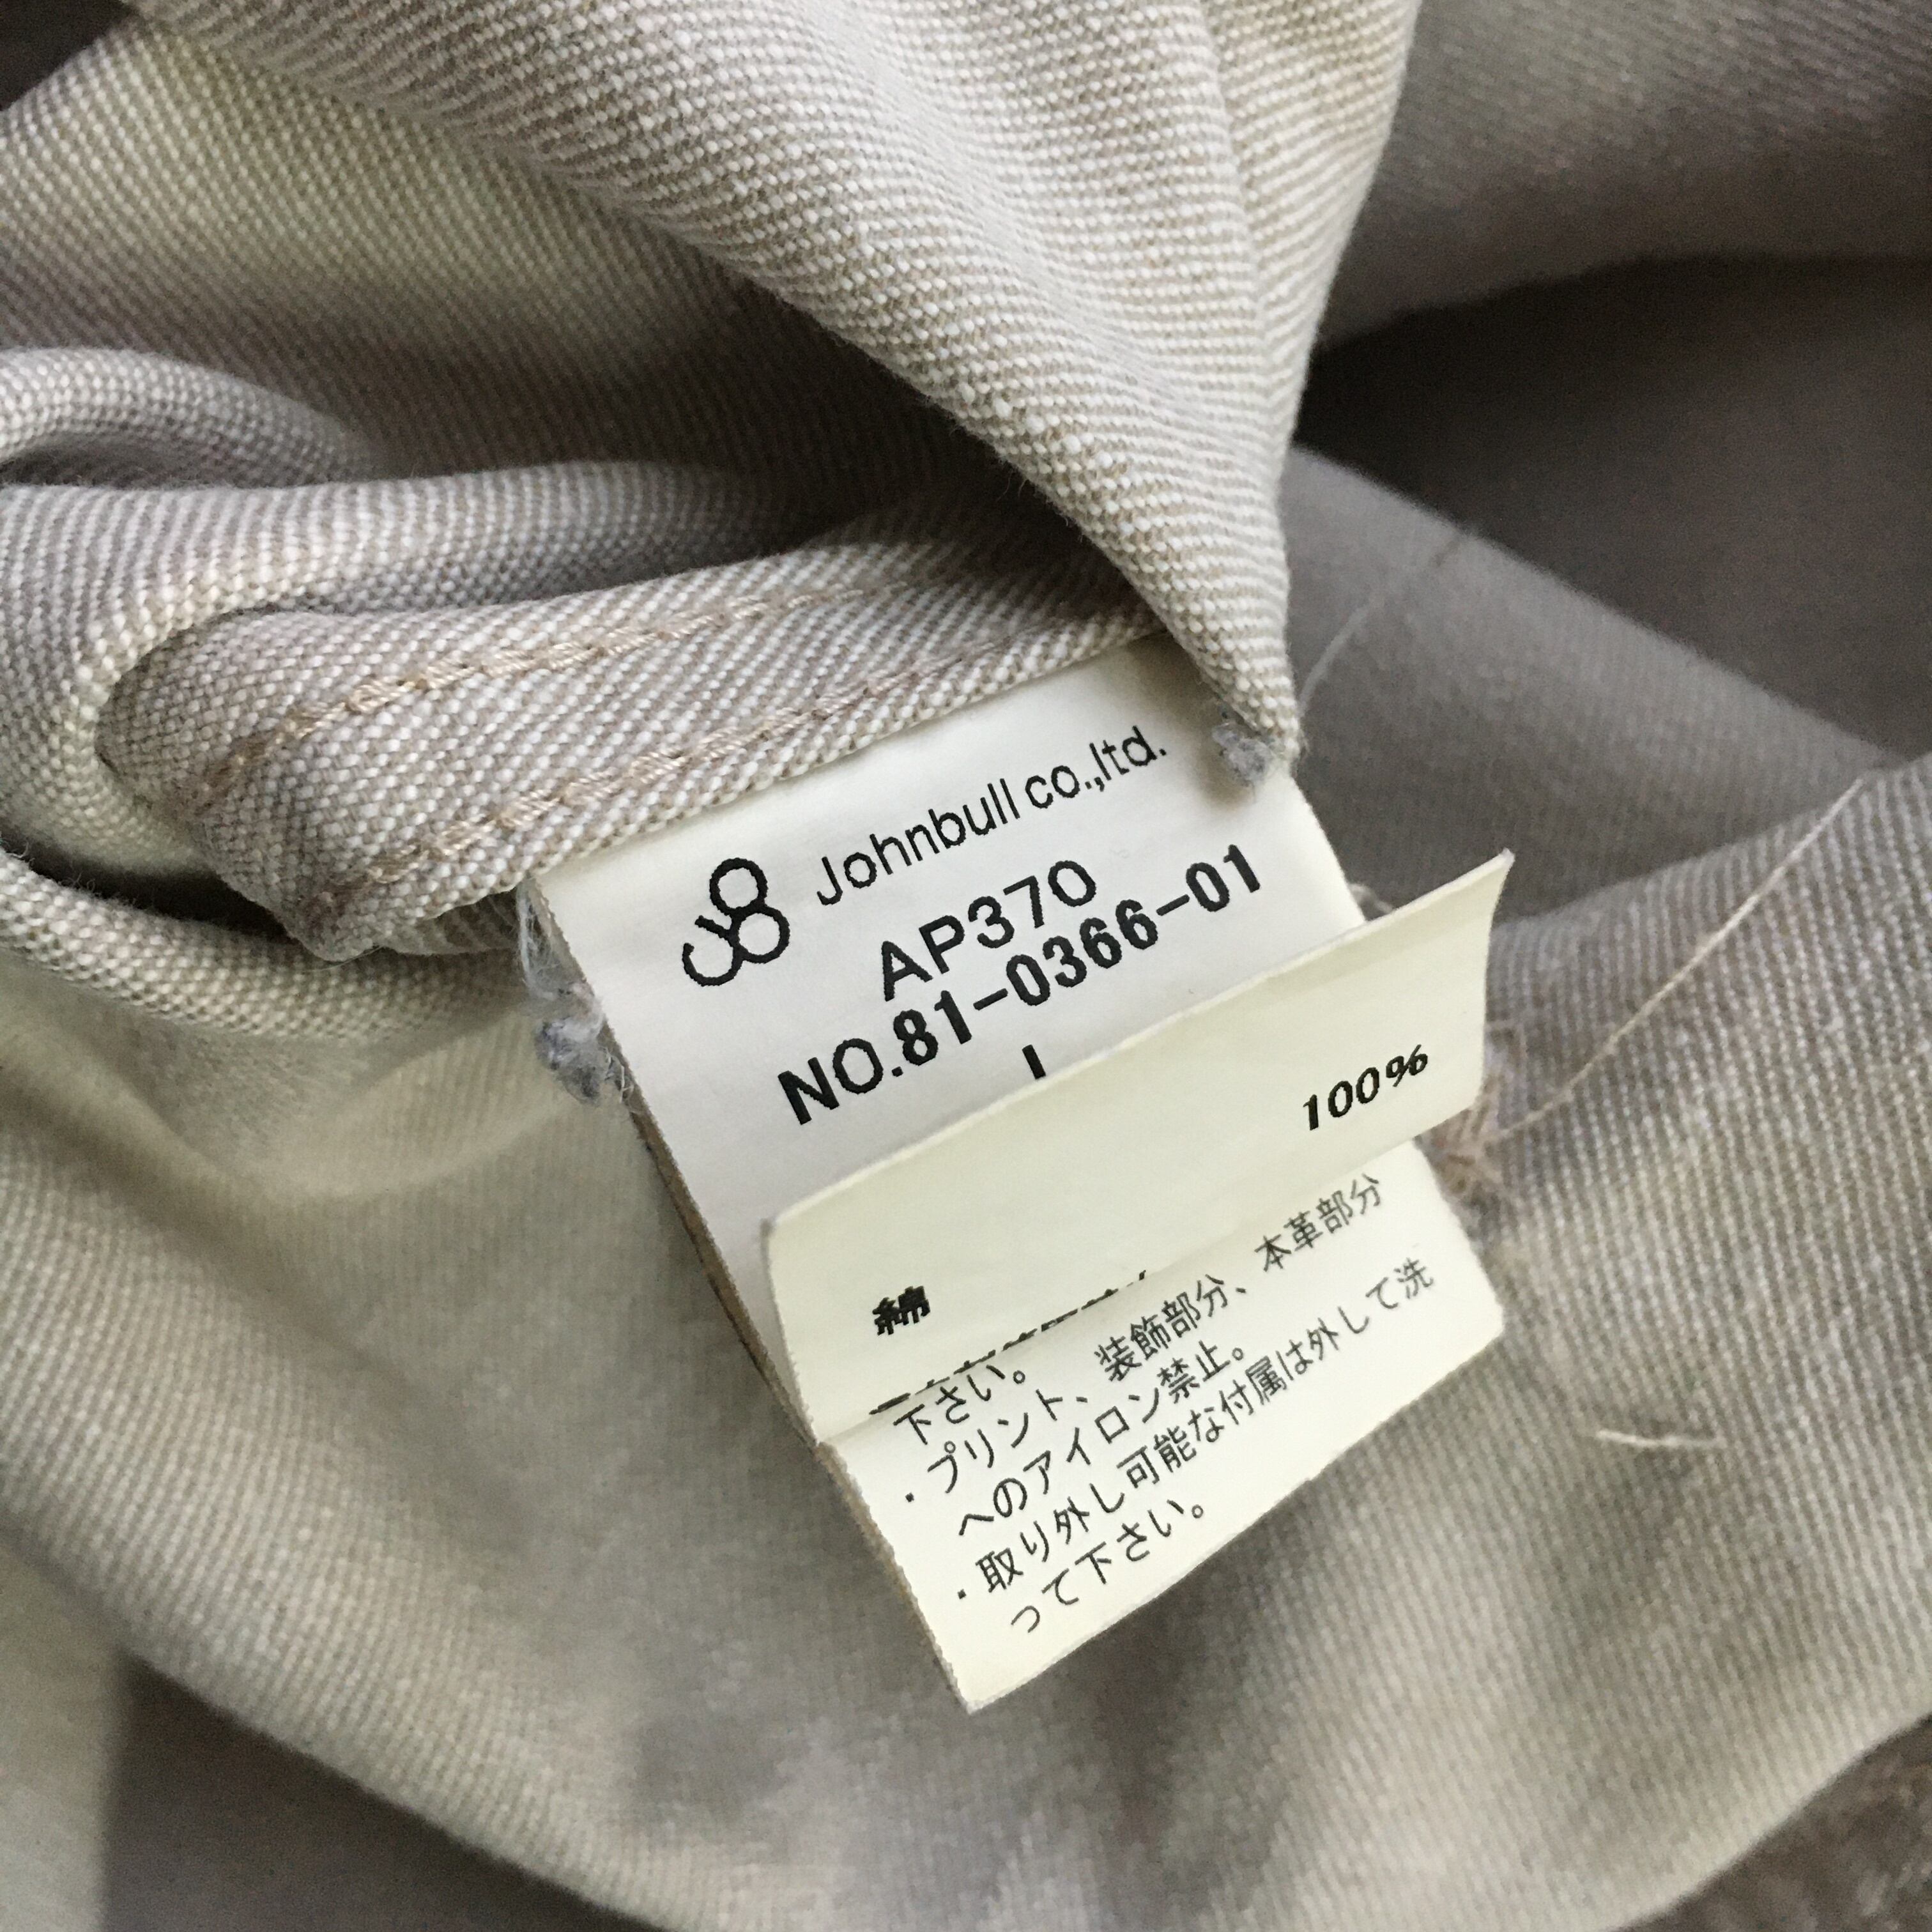 Johnbull co.,ltd.
AP370
NO.81-0366-01
綿 100%
下さい。
・プリント、装飾部分、本革部分
へのアイロン禁止。
・取り外し可能な付属は外して洗
って下さい。